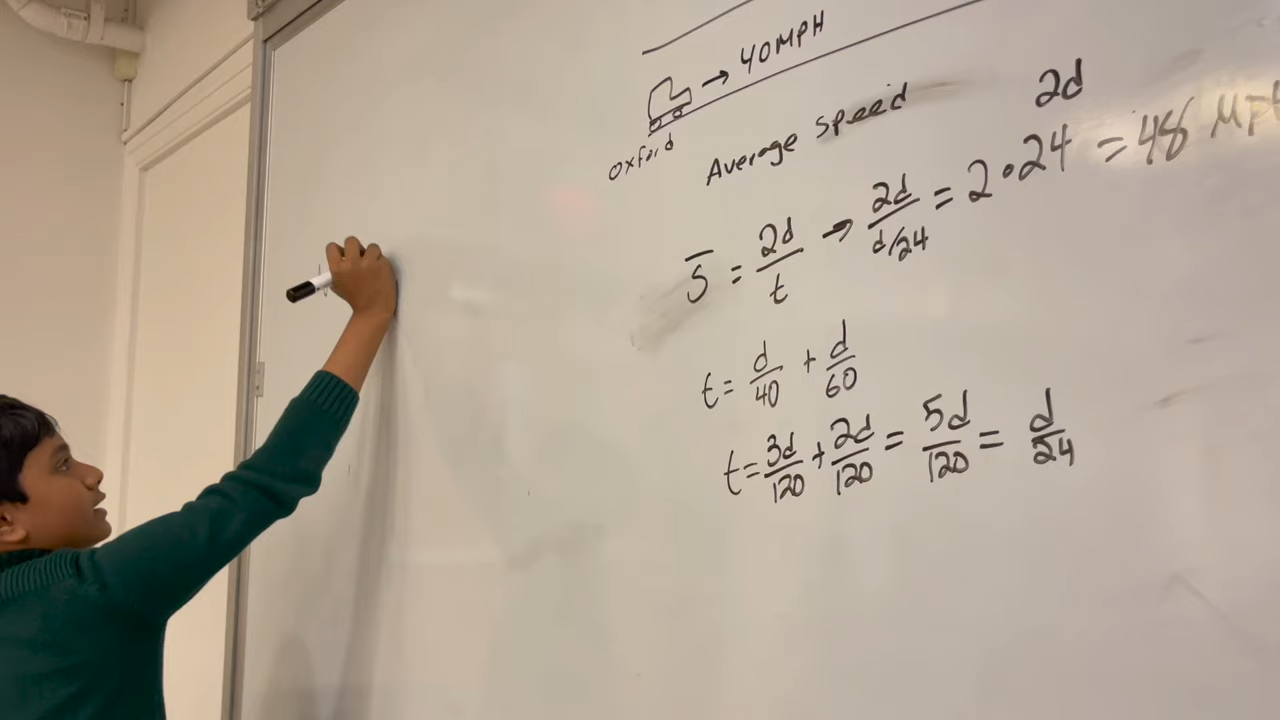 → 40MPH
oxford
Average speed
2d
S̄ = 2d/t → 2d/d/24 = 2•24 = 48 MPH
t = d/40 + d/60
t = 3d/120 + 2d/120 = 5d/120 = d/24